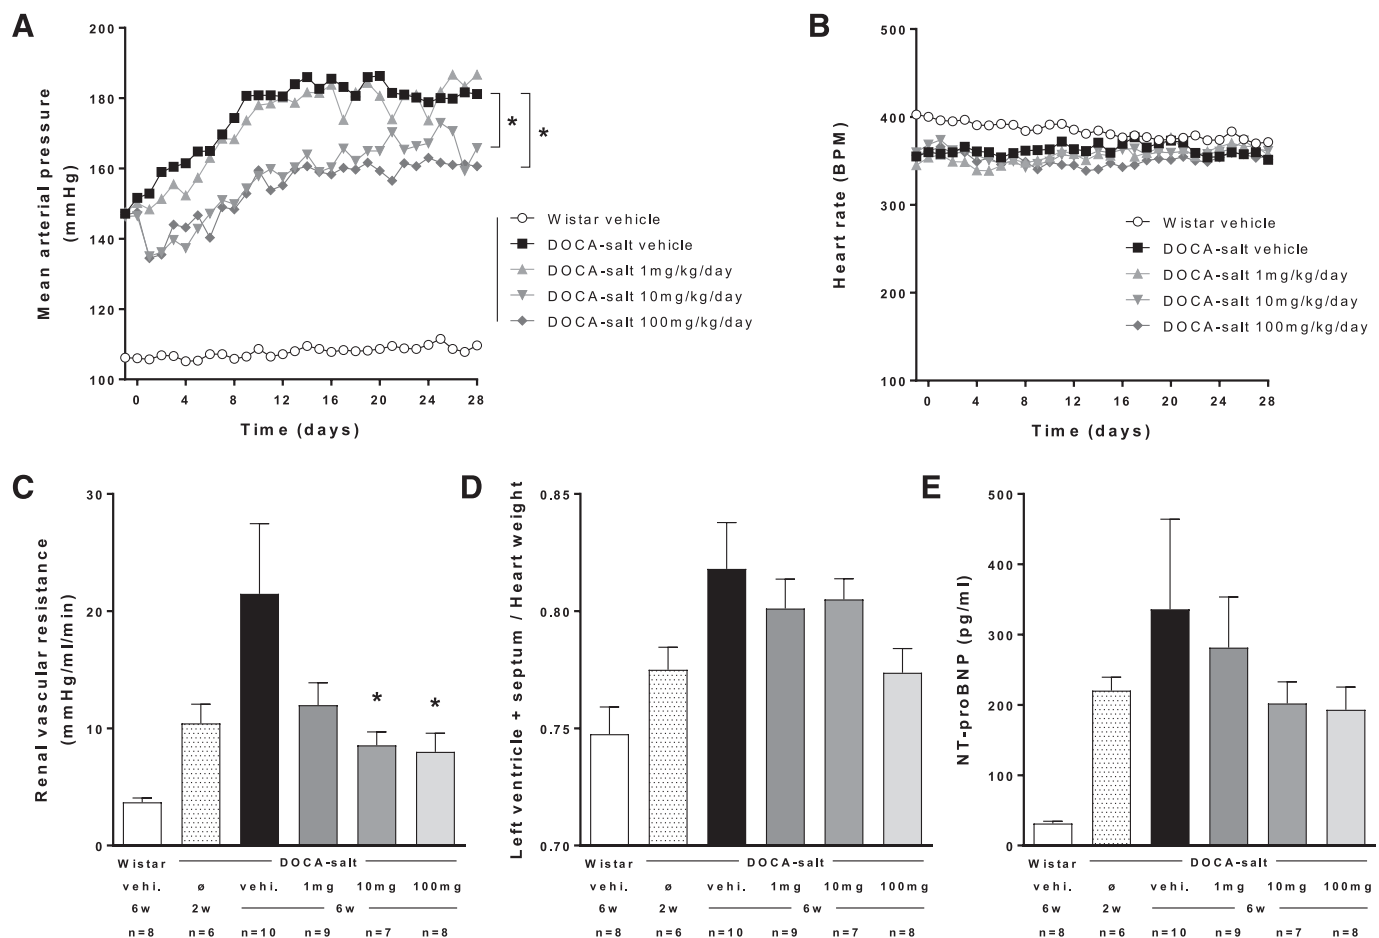 A
Mean arterial pressure
(mmHg)
200
180
160
140
120
100
0 4 8 12 16 20 24 28
Time (days)
*
*
Wistar vehicle
DOCA-salt vehicle
DOCA-salt 1mg/kg/day
DOCA-salt 10mg/kg/day
DOCA-salt 100mg/kg/day
B
Heart rate (BPM)
500
400
300
200
100
0 4 8 12 16 20 24 28
Time (days)
Wistar vehicle
DOCA-salt vehicle
DOCA-salt 1mg/kg/day
DOCA-salt 10mg/kg/day
DOCA-salt 100mg/kg/day
C
Renal vascular resistance
(mmHg/ml/min)
30
20
10
0
* *
Wistar DOCA-salt
vehi. ø vehi. 1mg 10mg 100mg
6w 2w 6w
n=8 n=6 n=10 n=9 n=7 n=8
D
Left ventricle + septum / Heart weight
0.85
0.80
0.75
0.70
Wistar DOCA-salt
vehi. ø vehi. 1mg 10mg 100mg
6w 2w 6w
n=8 n=6 n=10 n=9 n=7 n=8
E
NT-proBNP (pg/ml)
500
400
300
200
100
0
Wistar DOCA-salt
vehi. ø vehi. 1mg 10mg 100mg
6w 2w 6w
n=8 n=6 n=10 n=9 n=7 n=8